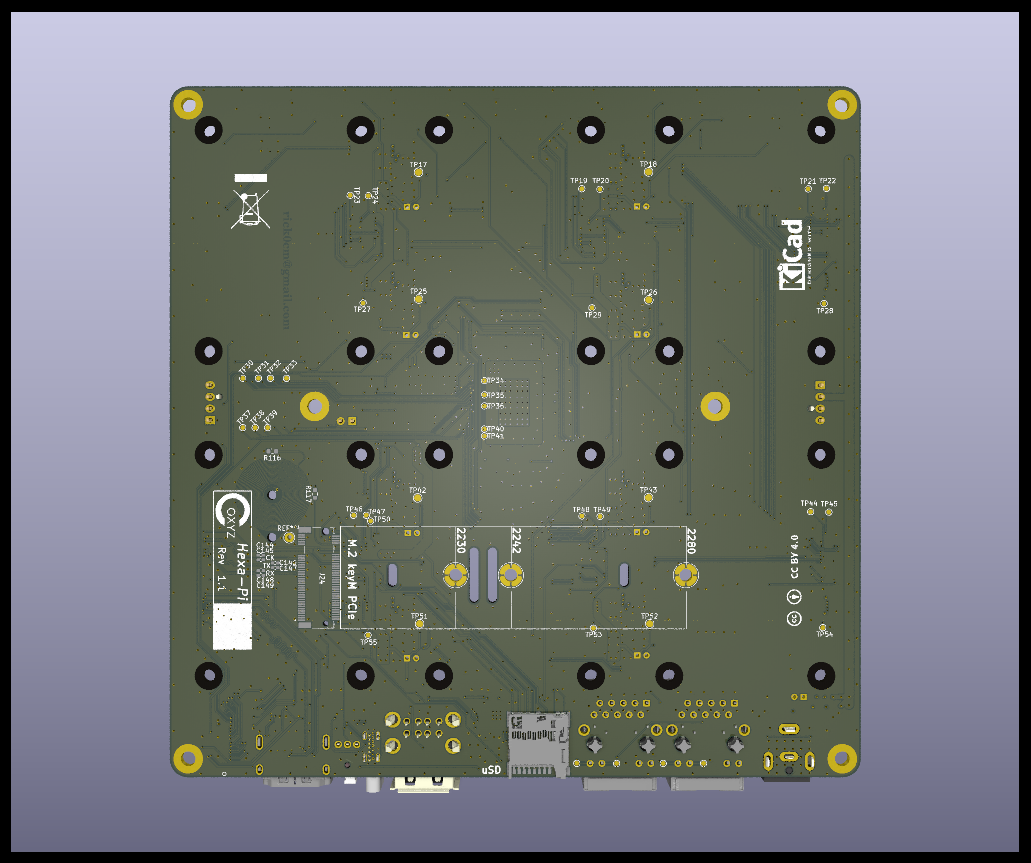 TP17
TP18
TP23
TP24
TP19
TP20
TP21
TP22
KiCad
TP25
TP26
TP27
TP29
TP28
TP30
TP31
TP32
TP33
TP34
TP35
TP36
TP37
TP38
TP39
TP40
TP41
R116
R117
TP42
TP43
TP46
TP47
TP50
TP48
TP49
TP44
TP45
OXYZ
Hexa-Pi
Rev 1.1
J24
M.2 keyM PCIe
2230
2242
2280
CC BY 4.0
cc
TP51
TP52
TP55
TP53
TP54
uSD